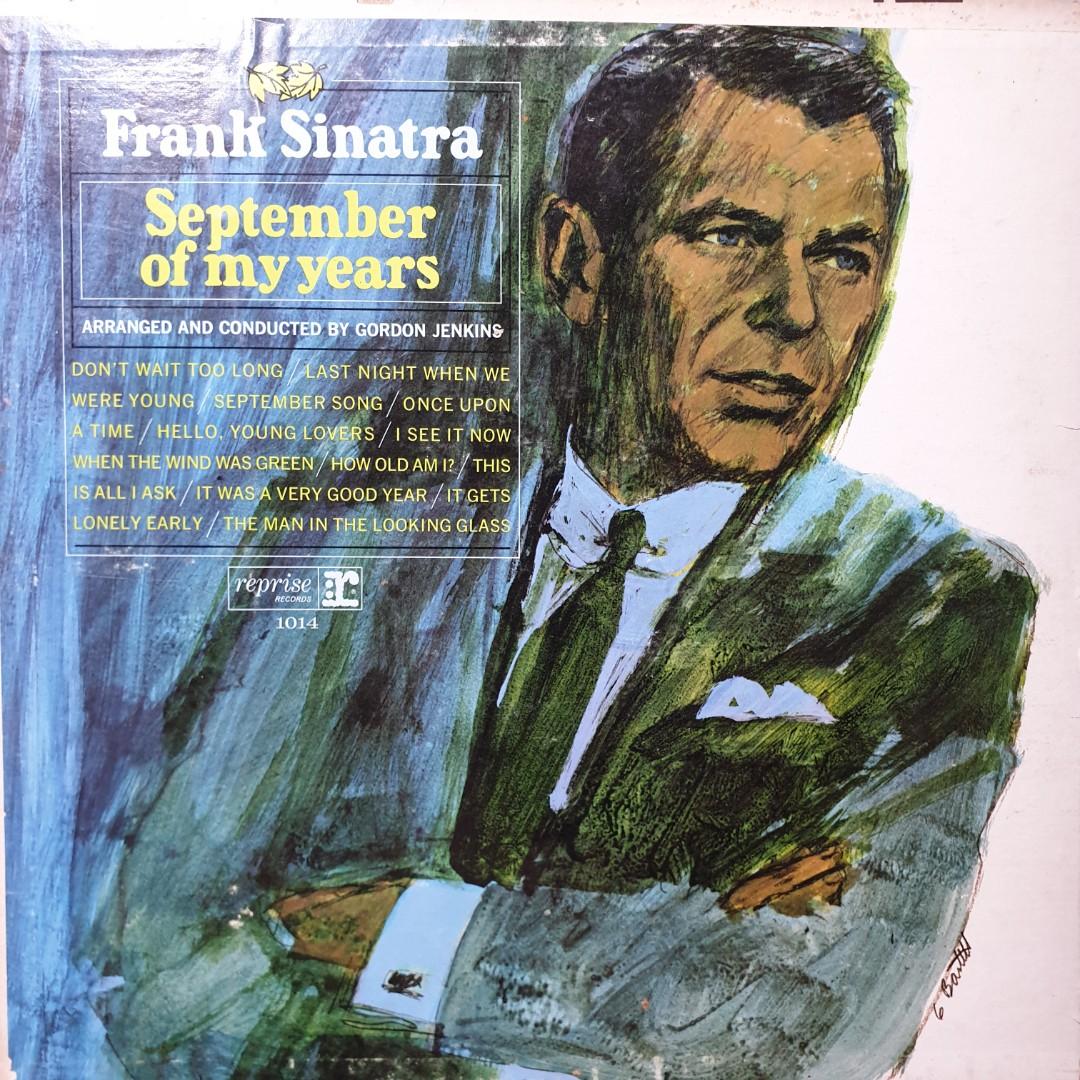 Frank Sinatra
September
of my years
ARRANGED AND CONDUCTED BY GORDON JENKINS
DON'T WAIT TOO LONG / LAST NIGHT WHEN WE
WERE YOUNG / SEPTEMBER SONG / ONCE UPON
A TIME / HELLO, YOUNG LOVERS / I SEE IT NOW
WHEN THE WIND WAS GREEN / HOW OLD AM I? / THIS
IS ALL I ASK / IT WAS A VERY GOOD YEAR / IT GETS
LONELY EARLY / THE MAN IN THE LOOKING GLASS
reprise r
RECORDS
1014